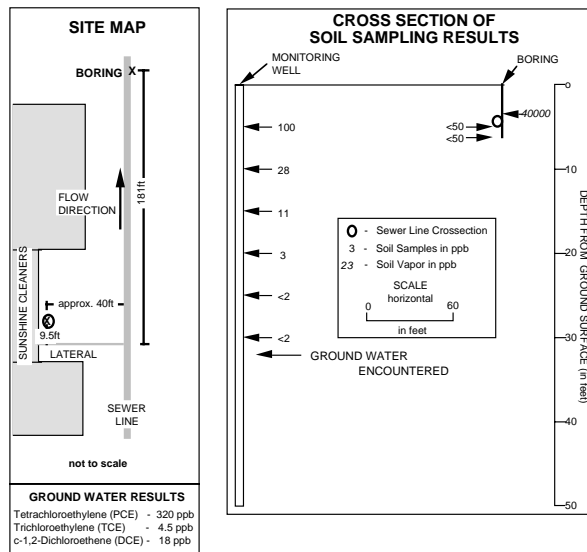 SITE MAP
BORING X
FLOW
DIRECTION
181ft
SUNSHINE CLEANERS
approx. 40ft
X
9.5ft
LATERAL
SEWER
LINE
not to scale
GROUND WATER RESULTS
Tetrachloroethylene (PCE) - 320 ppb
Trichloroethylene (TCE) - 4.5 ppb
c-1,2-Dichloroethene (DCE) - 18 ppb
CROSS SECTION OF
SOIL SAMPLING RESULTS
MONITORING
WELL
BORING
0
40000
100
<50
<50
28
10
11
O - Sewer Line Crossection
3 - Soil Samples in ppb
23 - Soil Vapor in ppb
SCALE
horizontal
0 60
in feet
3
20
<2
<2
30
GROUND WATER
ENCOUNTERED
40
50
DEPTH FROM GROUND SURFACE (in feet)